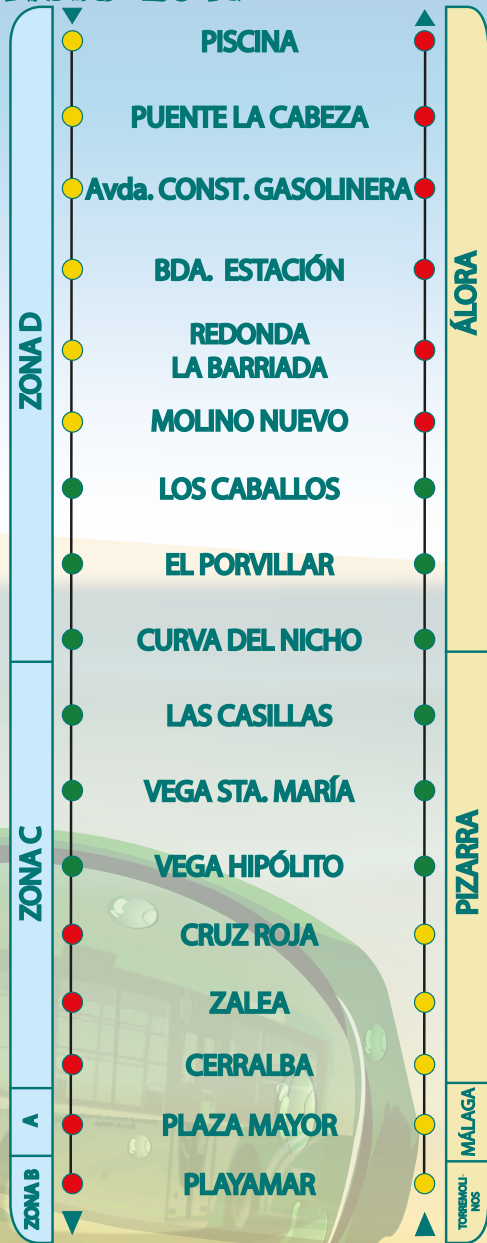 PISCINA
PUENTE LA CABEZA
Avda. CONST. GASOLINERA
BDA. ESTACIÓN
REDONDA
LA BARRIADA
MOLINO NUEVO
LOS CABALLOS
EL PORVILLAR
CURVA DEL NICHO
LAS CASILLAS
VEGA STA. MARÍA
VEGA HIPÓLITO
CRUZ ROJA
ZALEA
CERRALBA
PLAZA MAYOR
PLAYAMAR
ZONA D
ZONA C
A
ZONA B
ÁLORA
PIZARRA
MÁLAGA
TORREMOLI-
NOS